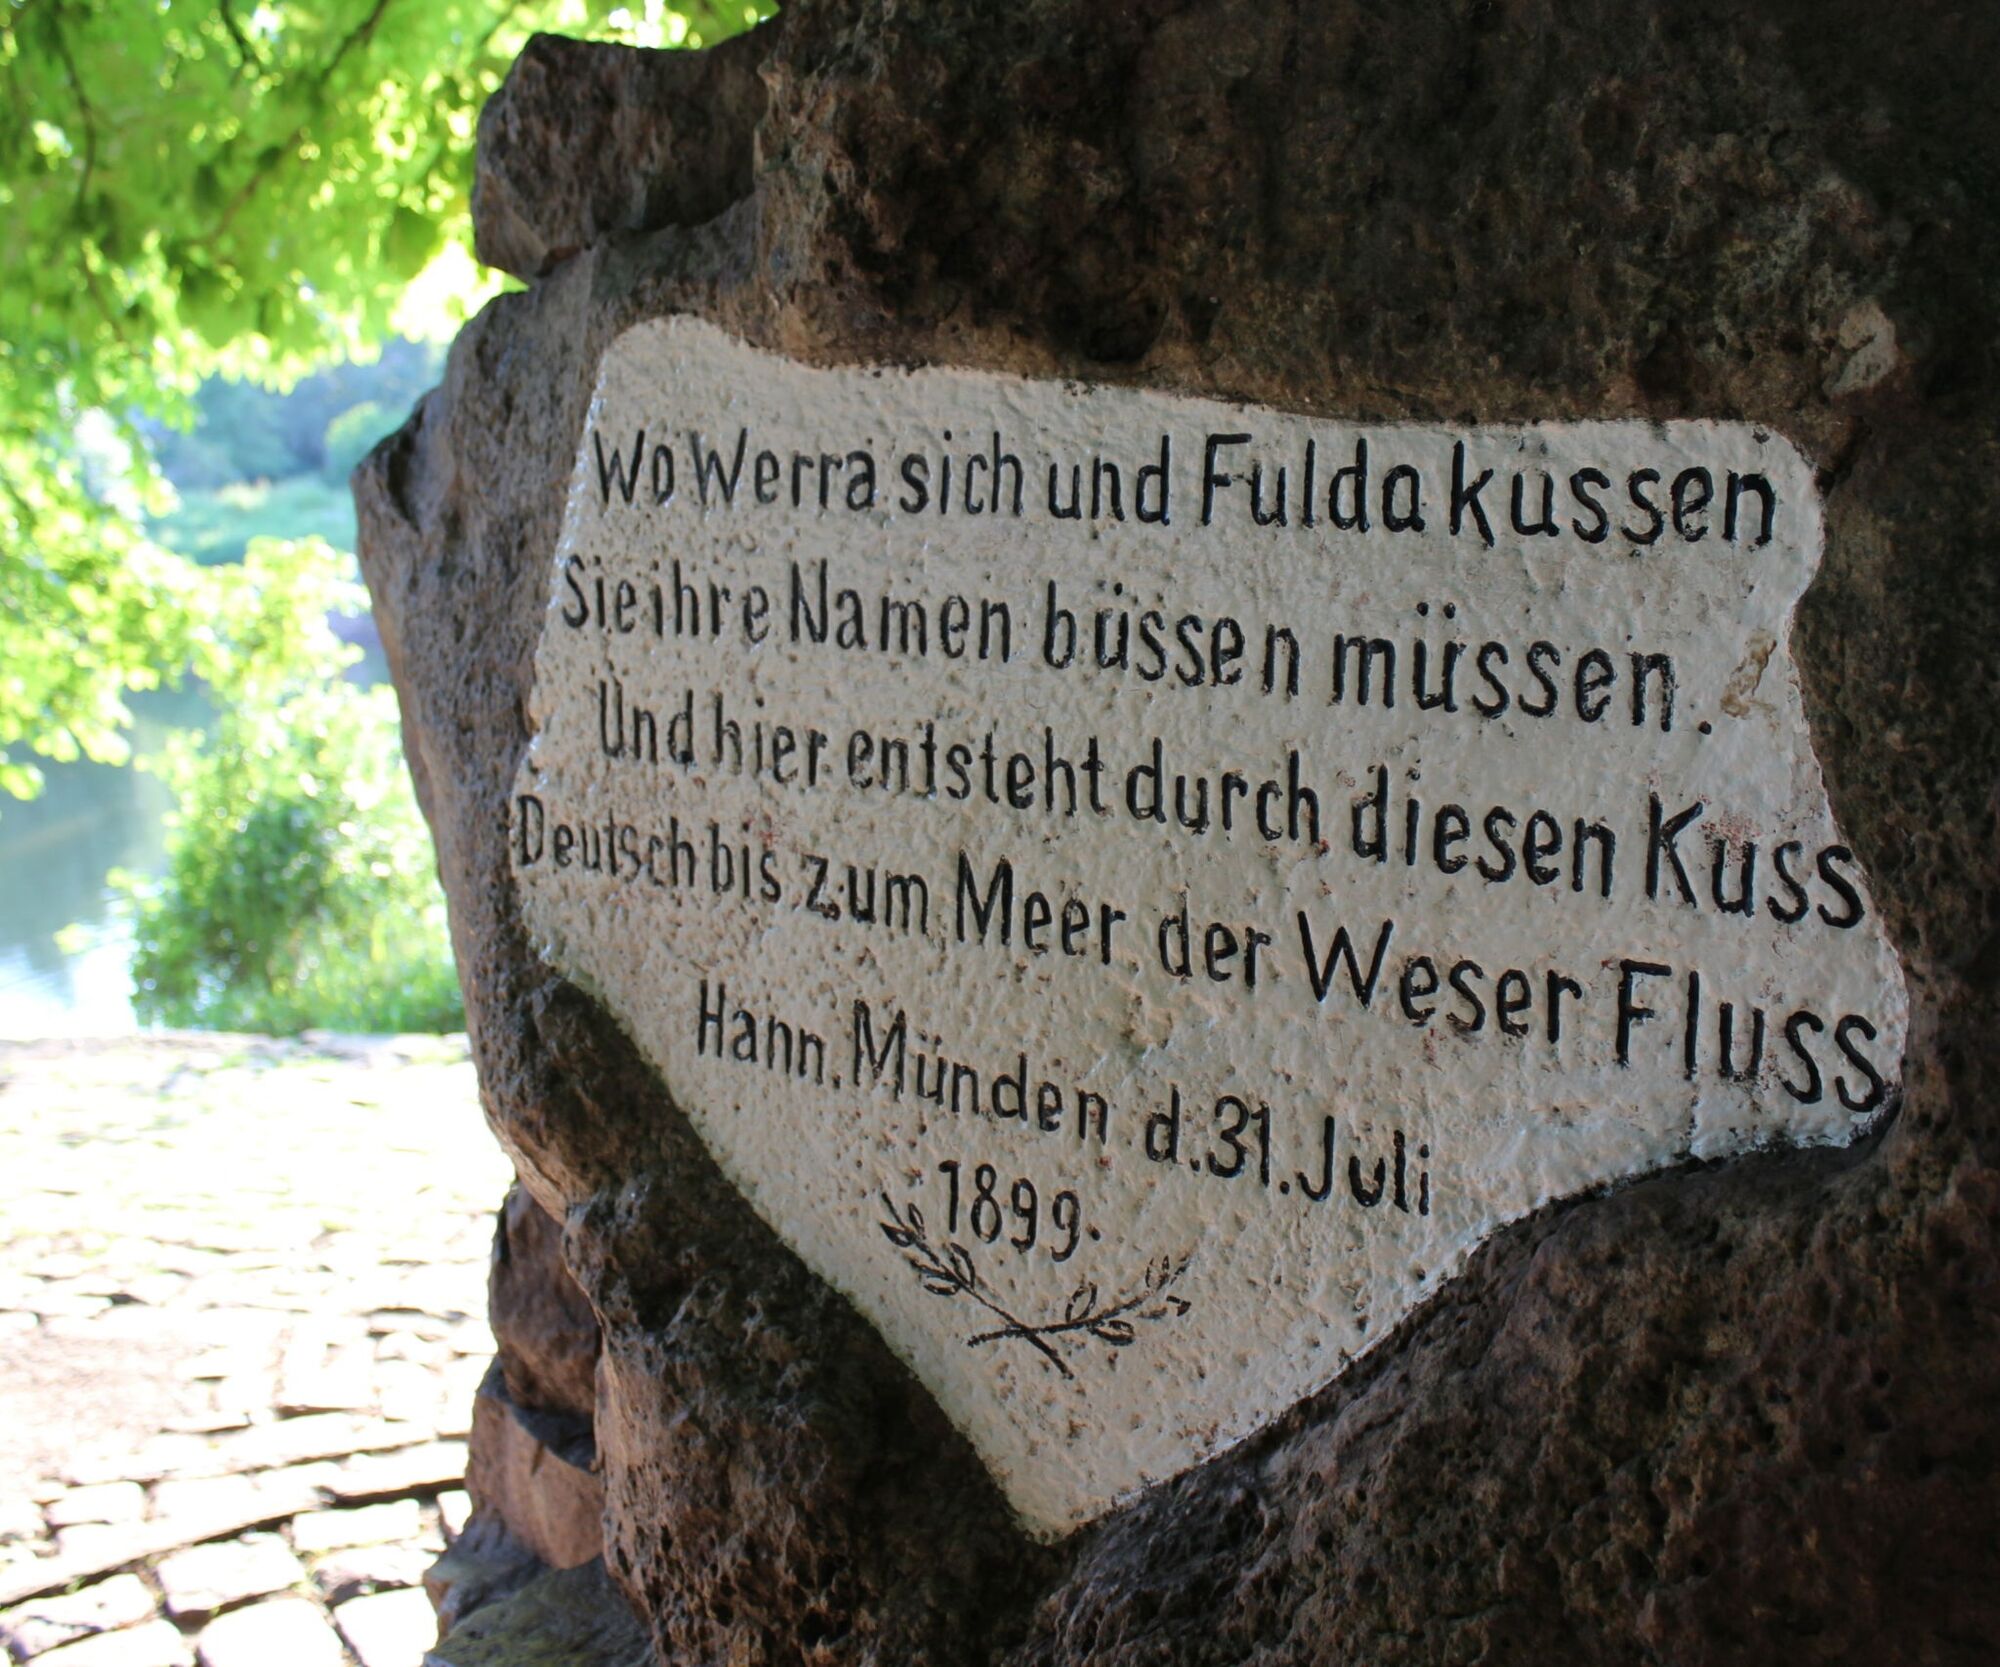 Wo Werra sich und Fulda kussen
Sie ihre Namen büssen müssen.
Und hier entsteht durch diesen Kuss
Deutsch bis zum Meer der Weser Fluss
Hann. Münden d. 31. Juli
1899.